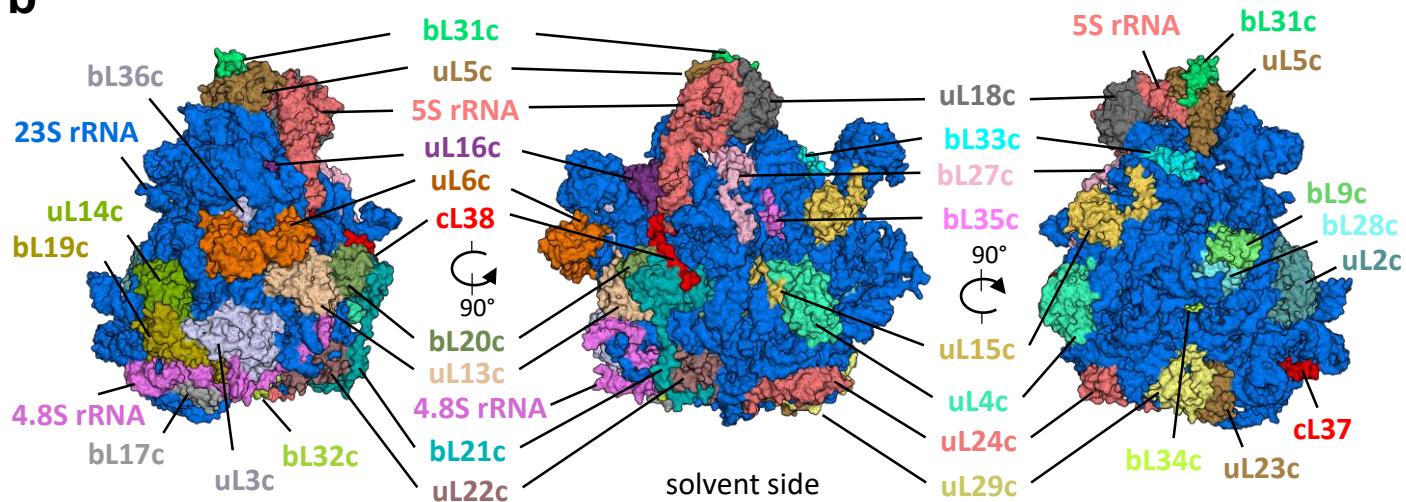 b
bL31c
uL5c
5S rRNA
uL16c
uL6c
cL38
bL36c
23S rRNA
uL14c
bL19c
90°
bL20c
uL13c
4.8S rRNA
bL21c
uL22c
4.8S rRNA
bL17c
uL3c
bL32c
solvent side
uL18c
bL33c
bL27c
bL35c
uL15c
uL4c
uL24c
uL29c
5S rRNA
bL31c
uL5c
bL9c
bL28c
uL2c
90°
cL37
bL34c
uL23c